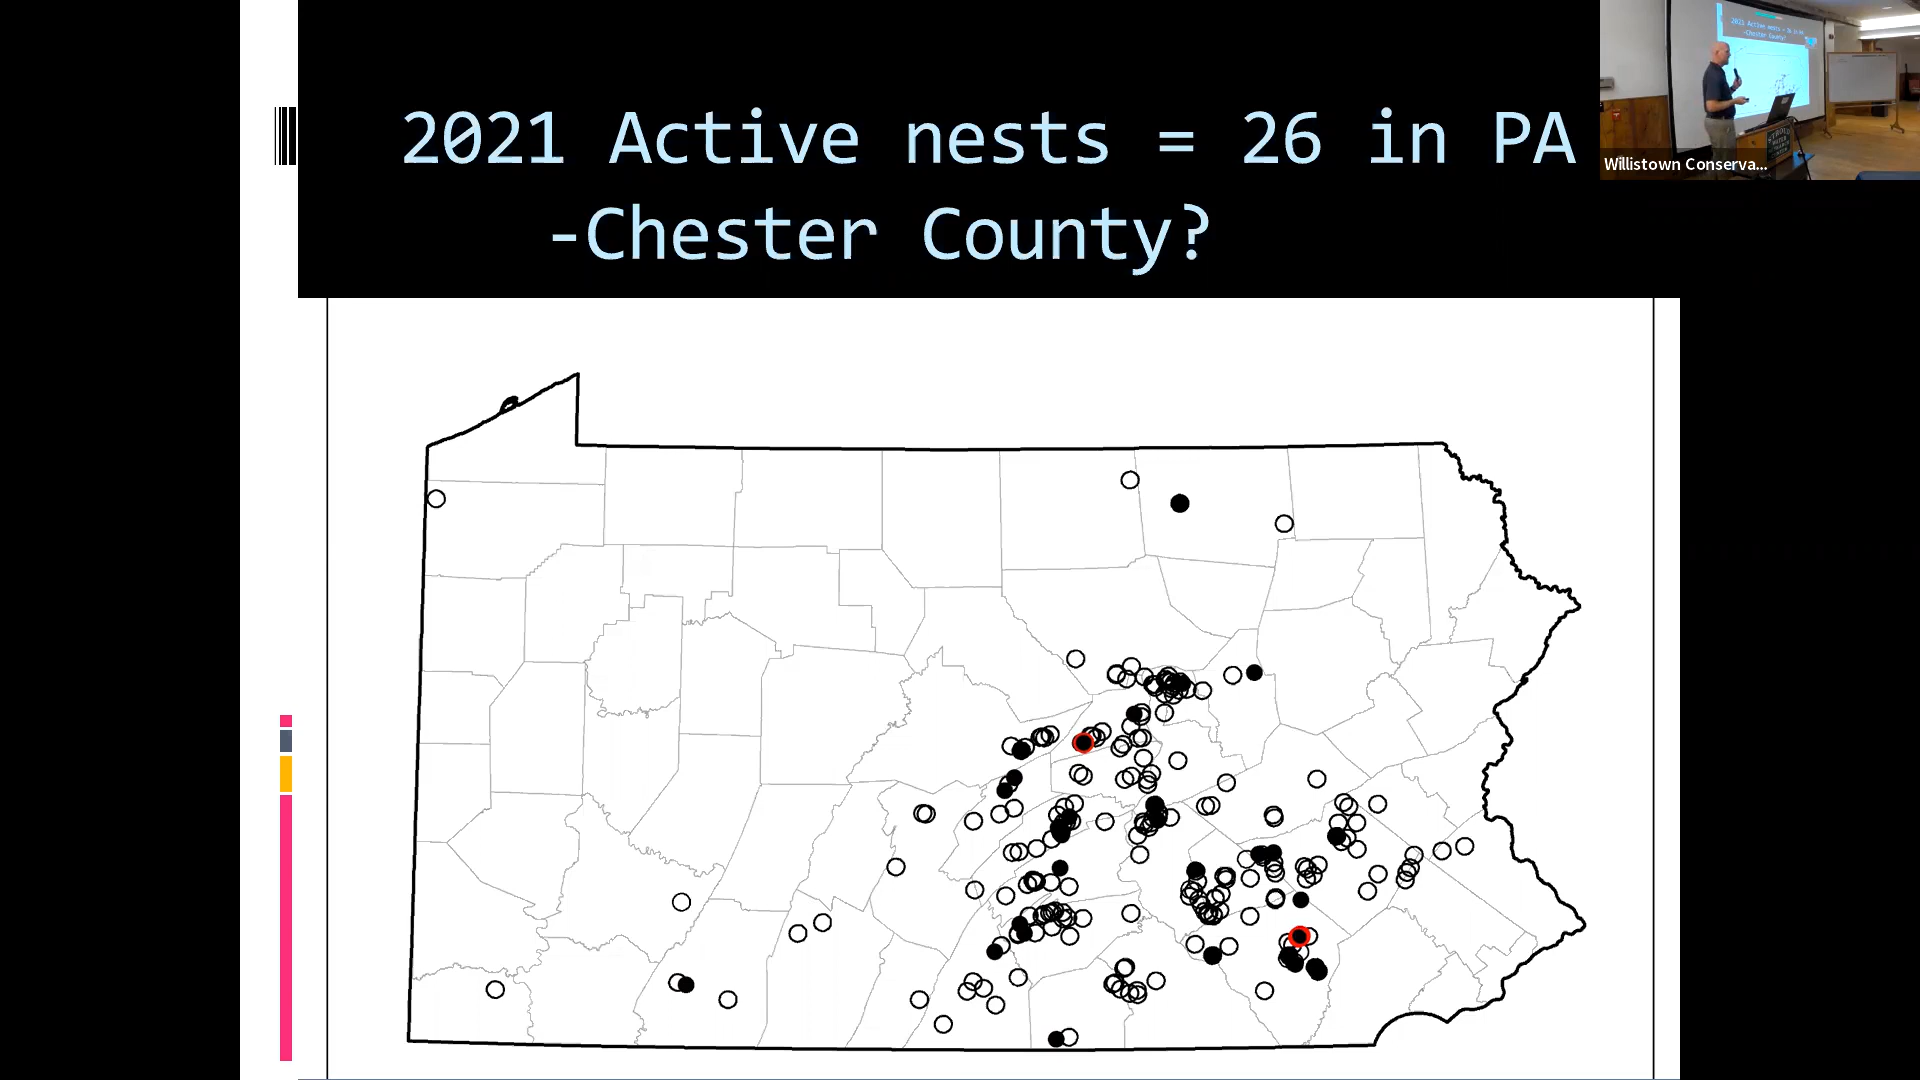 2021 Active nests = 26 in PA
-Chester County?
Willistown Conserva...